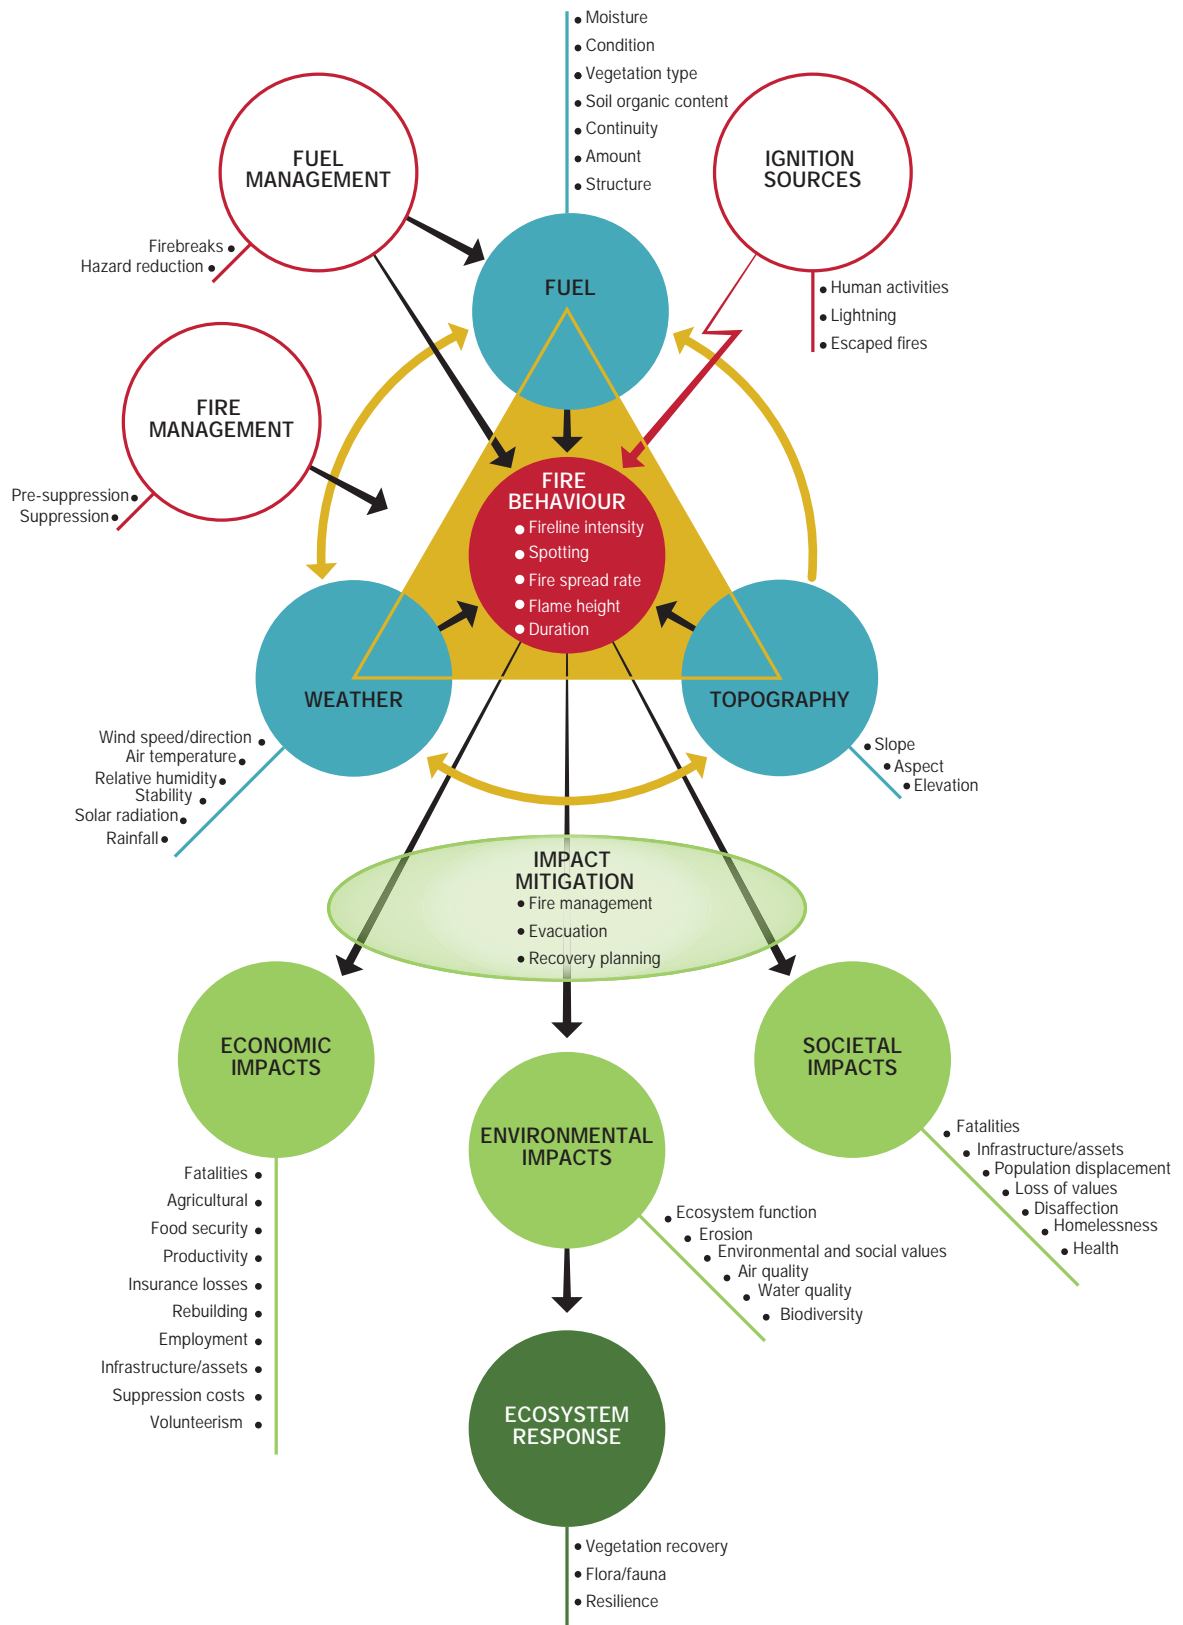 Moisture
Condition
Vegetation type
Soil organic content
Continuity
Amount
Structure
FUEL
MANAGEMENT
Firebreaks
Hazard reduction
IGNITION
SOURCES
Human activities
Lightning
Escaped fires
FUEL
FIRE
MANAGEMENT
Pre-suppression
Suppression
FIRE
BEHAVIOUR
Fireline intensity
Spotting
Fire spread rate
Flame height
Duration
WEATHER
Wind speed/direction
Air temperature
Relative humidity
Stability
Solar radiation
Rainfall
TOPOGRAPHY
Slope
Aspect
Elevation
IMPACT
MITIGATION
Fire management
Evacuation
Recovery planning
ECONOMIC
IMPACTS
Fatalities
Agricultural
Food security
Productivity
Insurance losses
Rebuilding
Employment
Infrastructure/assets
Suppression costs
Volunteerism
ENVIRONMENTAL
IMPACTS
Ecosystem function
Erosion
Environmental and social values
Air quality
Water quality
Biodiversity
SOCIETAL
IMPACTS
Fatalities
Infrastructure/assets
Population displacement
Loss of values
Disaffection
Homelessness
Health
ECOSYSTEM
RESPONSE
Vegetation recovery
Flora/fauna
Resilience